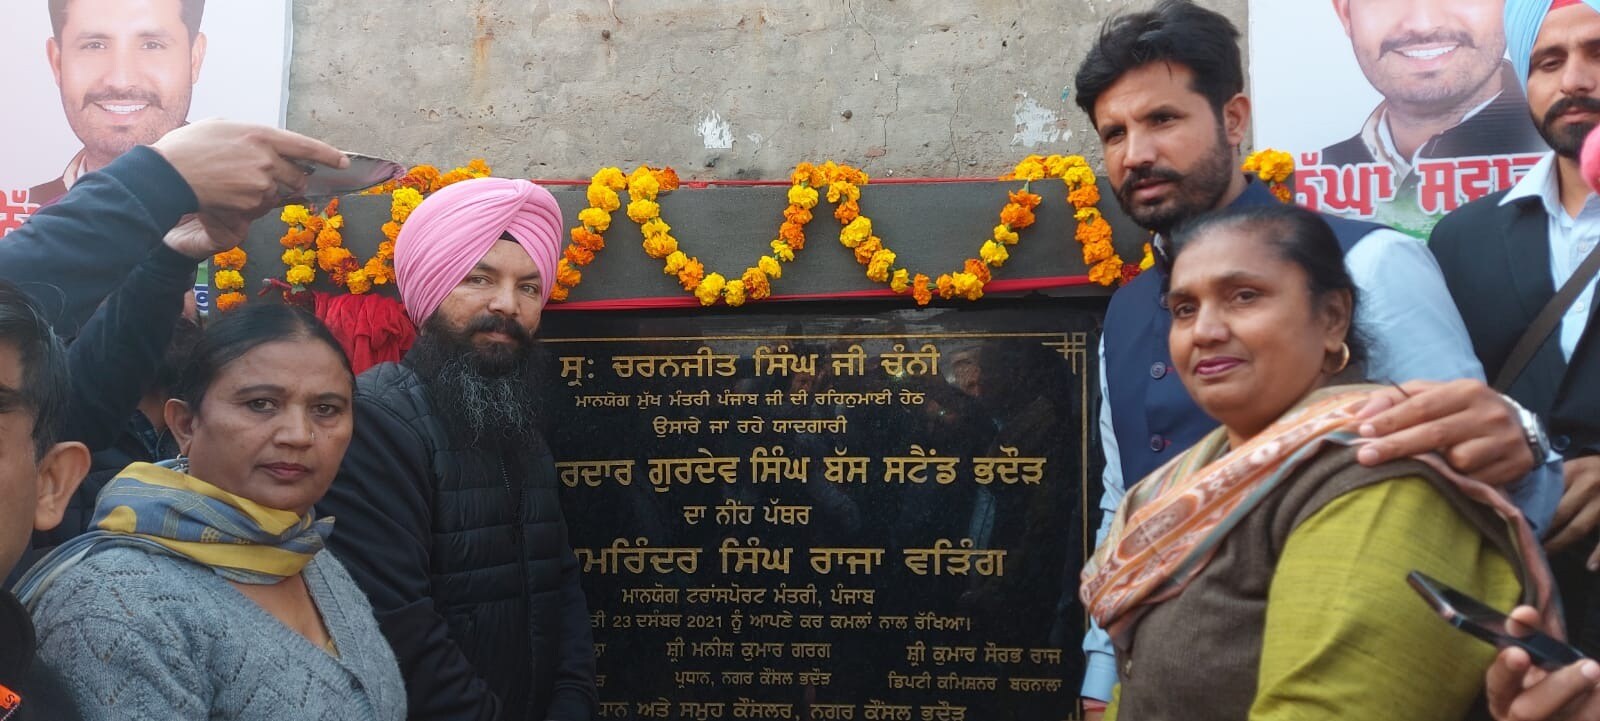 ਸ੍ਰ: ਚਰਨਜੀਤ ਸਿੰਘ ਜੀ ਚੰਨੀ
ਮਾਨਯੋਗ ਮੁੱਖ ਮੰਤਰੀ ਪੰਜਾਬ ਜੀ ਦੀ ਰਹਿਨੁਮਾਈ ਹੇਠ
ਉਸਾਰੇ ਜਾ ਰਹੇ ਯਾਦਗਾਰੀ
ਰਦਾਰ ਗੁਰਦੇਵ ਸਿੰਘ ਬੱਸ ਸਟੈਂਡ ਭਦੌੜ
ਦਾ ਨੀਂਹ ਪੱਥਰ
ਮਰਿੰਦਰ ਸਿੰਘ ਰਾਜਾ ਵੜਿੰਗ
ਮਾਨਯੋਗ ਟਰਾਂਸਪੋਰਟ ਮੰਤਰੀ, ਪੰਜਾਬ
ਤੀ 23 ਦਸੰਬਰ 2021 ਨੂੰ ਆਪਣੇ ਕਰ ਕਮਲਾਂ ਨਾਲ ਰੱਖਿਆ।
ਸ਼੍ਰੀ ਮਨੀਸ਼ ਕੁਮਾਰ ਗਰਗ
ਸ਼੍ਰੀ ਕੁਮਾਰ ਸੌਰਭ ਰਾਜ
ਪ੍ਰਧਾਨ, ਨਗਰ ਕੌਂਸਲ ਭਦੌੜ
ਡਿਪਟੀ ਕਮਿਸ਼ਨਰ ਬਰਨਾਲਾ
ਧਾਨ ਅਤੇ ਸਮੂਹ ਕੌਂਸਲਰ, ਨਗਰ ਕੌਂਸਲ ਭਦੌੜ
ਨਿੱਘਾ ਸਵਾ